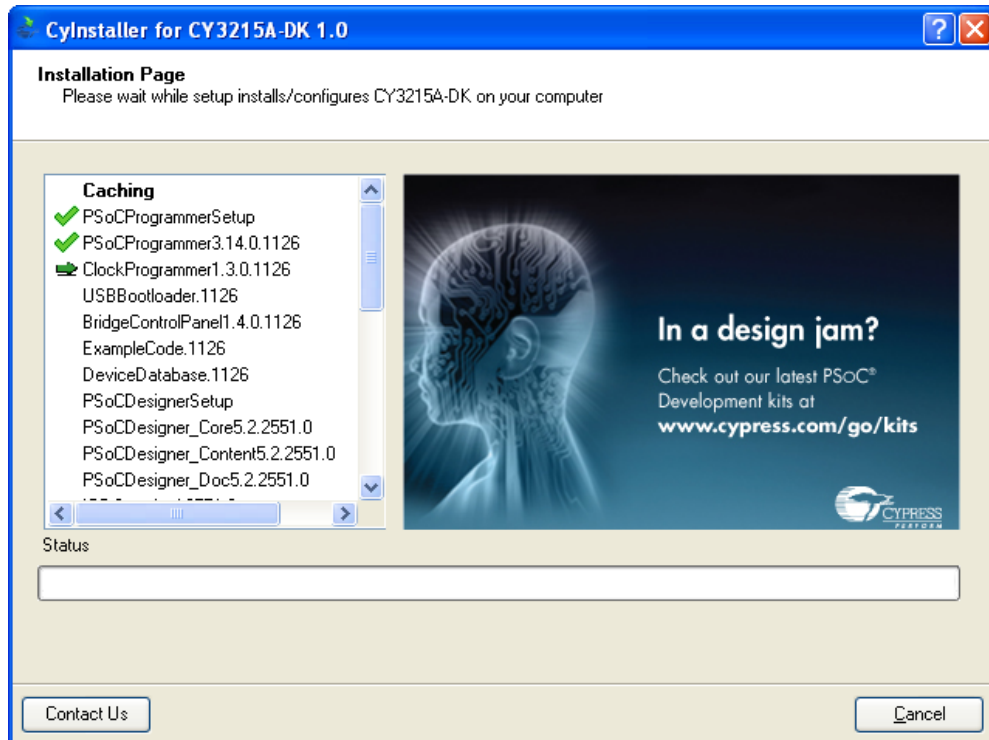 CyInstaller for CY3215A-DK 1.0
Installation Page
Please wait while setup installs/configures CY3215A-DK on your computer
Caching
PSoCProgrammerSetup
PSoCProgrammer3.14.0.1126
ClockProgrammer1.3.0.1126
USBBootloader.1126
BridgeControlPanel1.4.0.1126
ExampleCode.1126
DeviceDatabase.1126
PSoCDesignerSetup
PSoCDesigner_Core5.2.2551.0
PSoCDesigner_Content5.2.2551.0
PSoCDesigner_Doc5.2.2551.0
In a design jam?
Check out our latest PSoC®
Development kits at
www.cypress.com/go/kits
CYPRESS
PERFORM
Status
Contact Us
Cancel